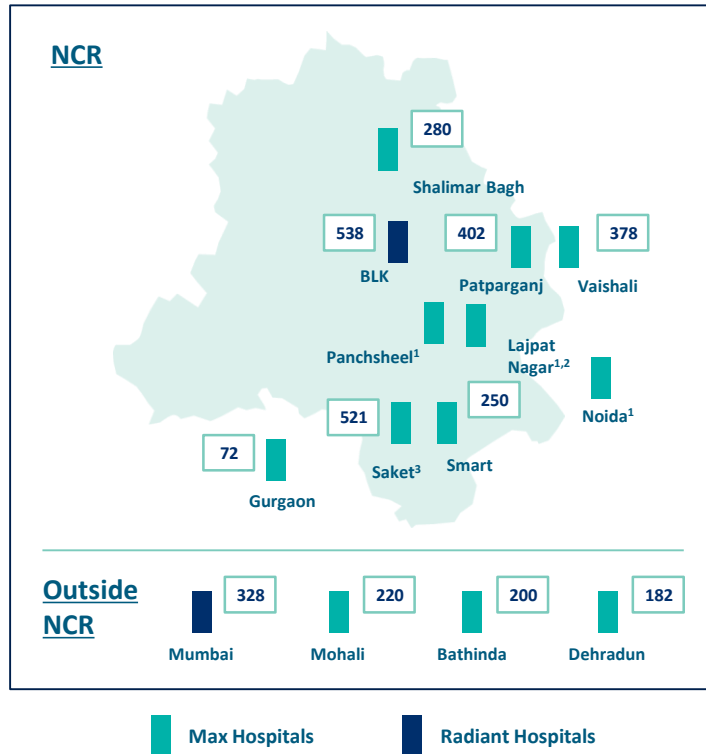 NCR
280
Shalimar Bagh
538
402
378
BLK
Patparganj
Vaishali
Panchsheel1
Lajpat
Nagar1,2
Noida1
521
250
72
Saket3
Smart
Gurgaon
Outside
NCR
328
220
200
182
Mumbai
Mohali
Bathinda
Dehradun
Max Hospitals
Radiant Hospitals